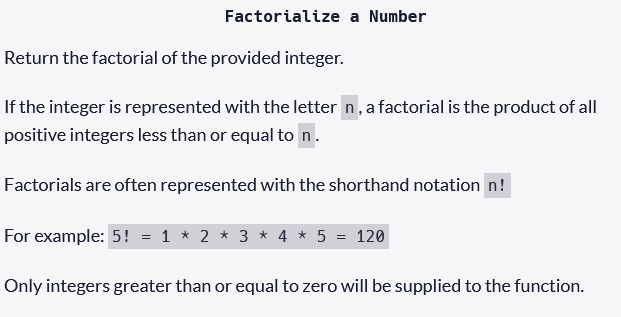 Factorialize a Number
Return the factorial of the provided integer.
If the integer is represented with the letter n, a factorial is the product of all
positive integers less than or equal to n.
Factorials are often represented with the shorthand notation n!
For example: 5! = 1 * 2 * 3 * 4 * 5 = 120
Only integers greater than or equal to zero will be supplied to the function.